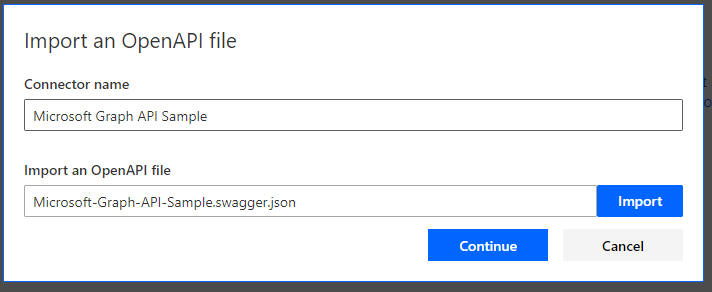 Import an OpenAPI file
Connector name
Microsoft Graph API Sample
Import an OpenAPI file
Microsoft-Graph-API-Sample.swagger.json
Import
Continue
Cancel